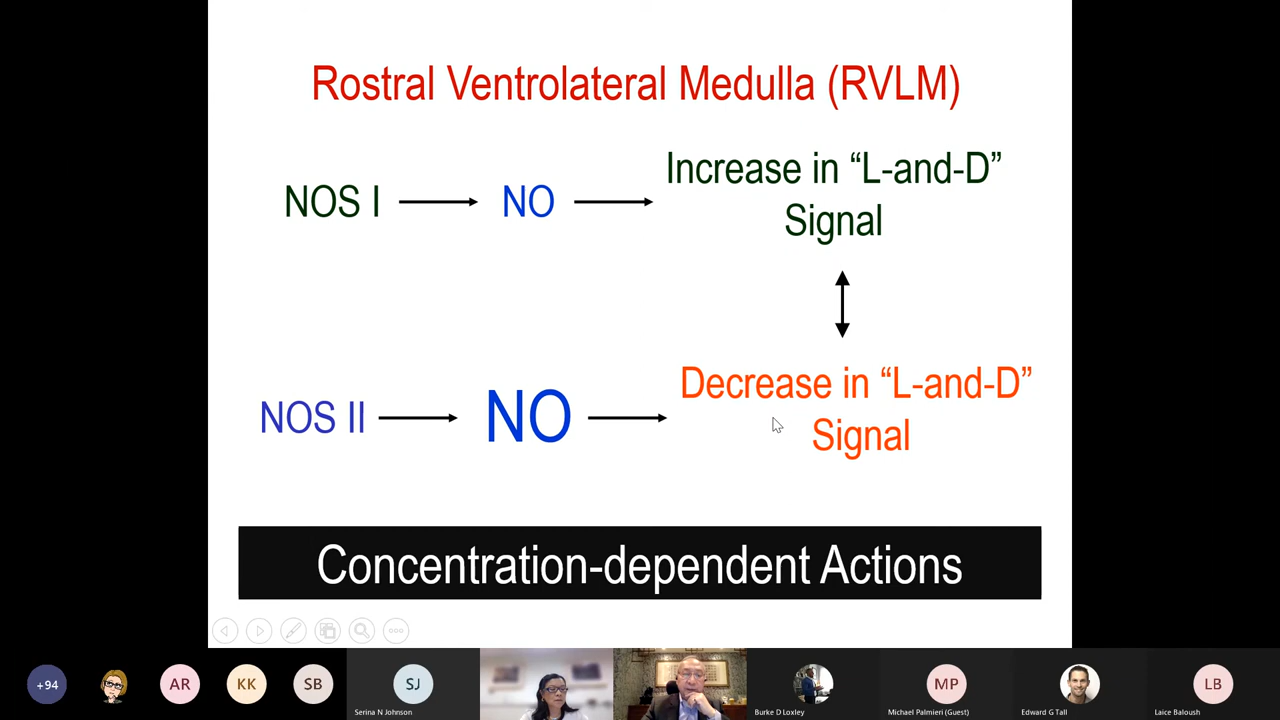 Rostral Ventrolateral Medulla (RVLM)
NOS I
NO
Increase in “L-and-D”
Signal
NOS II
NO
Decrease in “L-and-D”
Signal
Concentration-dependent Actions
+94
AR
KK
SB
SJ
MP
LB
Serina N Johnson
Burke D Loxley
Michael Palmieri (Guest)
Edward G Tall
Laice Baloush